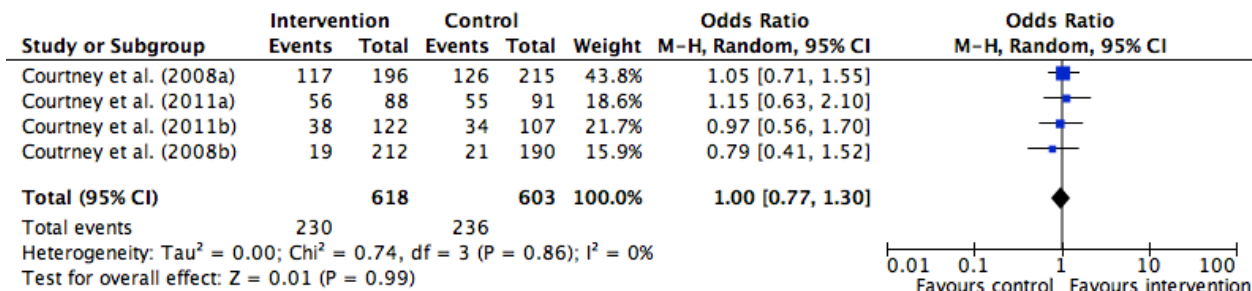 Intervention Control Odds Ratio Odds Ratio
Study or Subgroup Events Total Events Total Weight M-H, Random, 95% CI M-H, Random, 95% CI
Courtney et al. (2008a) 117 196 126 215 43.8% 1.05 [0.71, 1.55]
Courtney et al. (2011a) 56 88 55 91 18.6% 1.15 [0.63, 2.10]
Courtney et al. (2011b) 38 122 34 107 21.7% 0.97 [0.56, 1.70]
Coutrney et al. (2008b) 19 212 21 190 15.9% 0.79 [0.41, 1.52]
Total (95% CI) 618 603 100.0% 1.00 [0.77, 1.30]
Total events 230 236
Heterogeneity: Tau² = 0.00; Chi² = 0.74, df = 3 (P = 0.86); I² = 0%
Test for overall effect: Z = 0.01 (P = 0.99)
0.01 0.1 1 10 100
Favours control Favours intervention